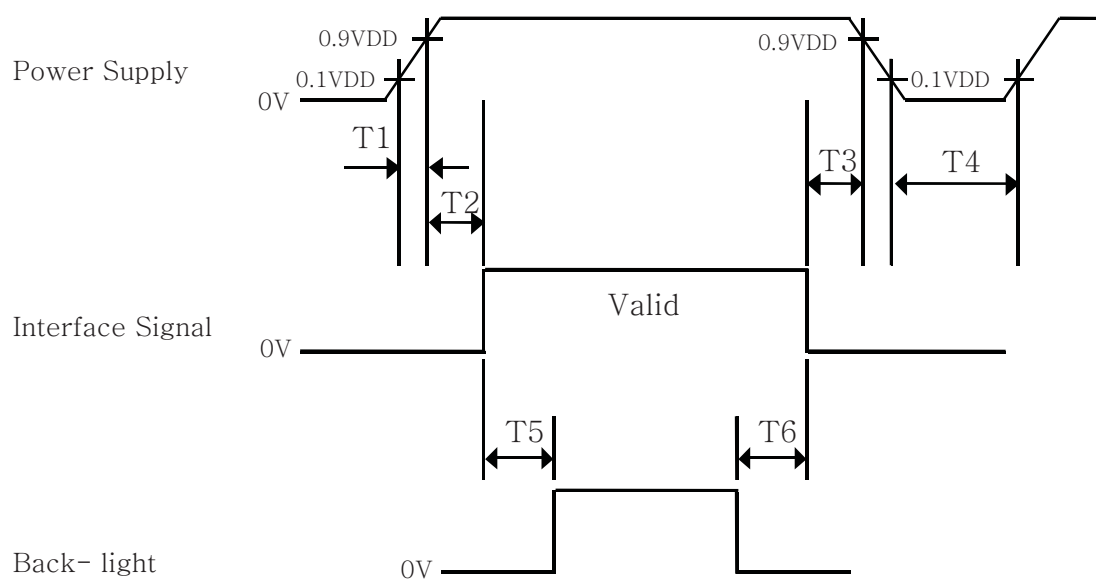 0.9VDD
0.9VDD
Power Supply
0.1VDD
0.1VDD
0V
T1
T2
T3
T4
Valid
Interface Signal
0V
T5
T6
Back- light
0V